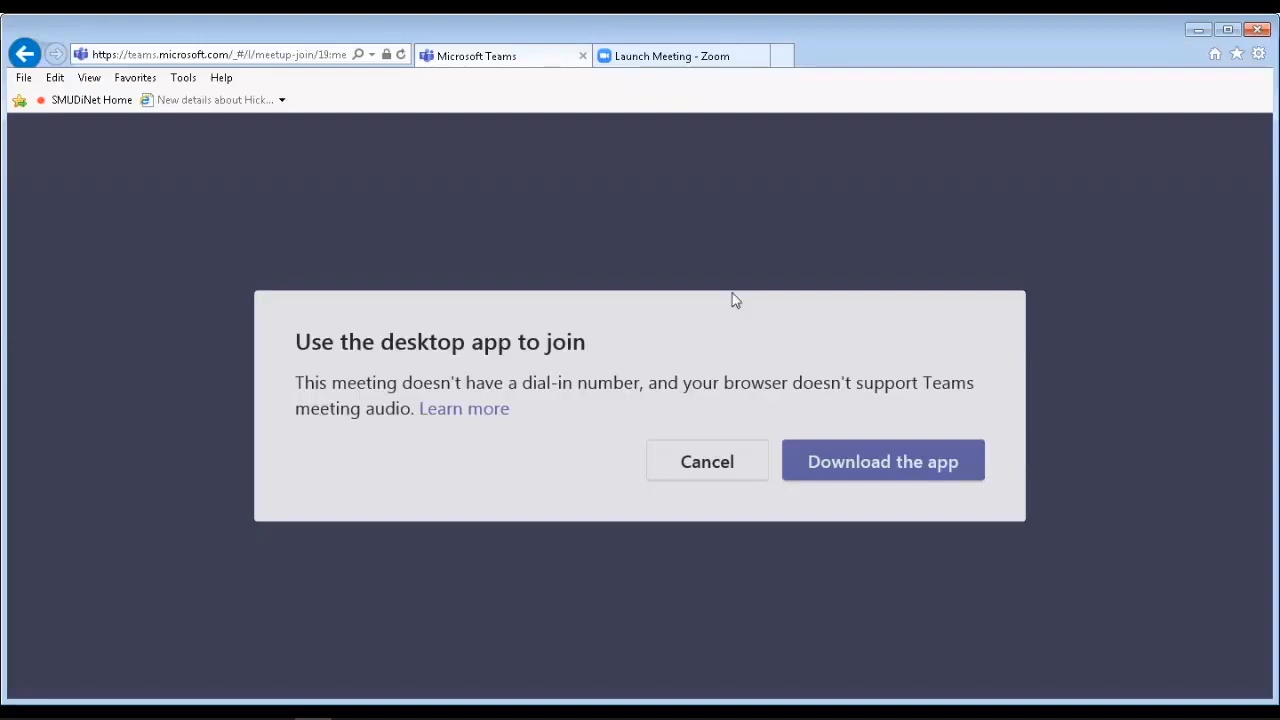 https://teams.microsoft.com/_#/l/meetup-join/19:me
Microsoft Teams
Launch Meeting - Zoom
File Edit View Favorites Tools Help
SMUDiNet Home New details about Hick...
Use the desktop app to join
This meeting doesn't have a dial-in number, and your browser doesn't support Teams
meeting audio. Learn more
Cancel Download the app